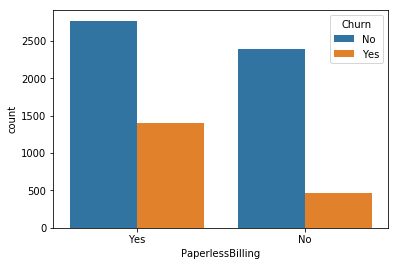 Churn
No
Yes
2500
2000
1500
1000
500
0
count
Yes
No
PaperlessBilling